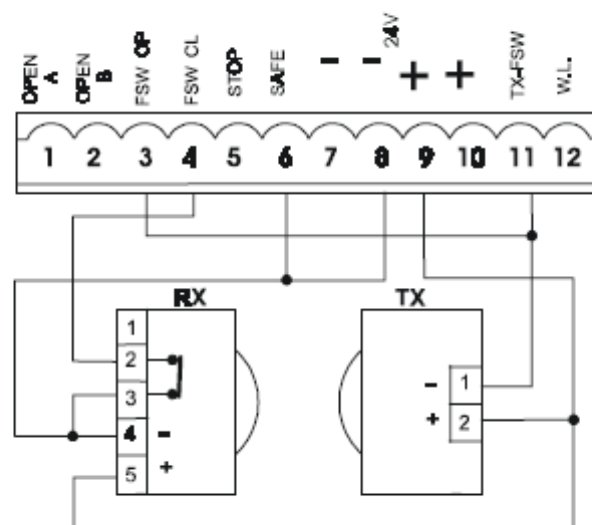 OPEN A
OPEN B
FSW OP
FSW CL
STOP
SAFE
-
-
24V
+
+
TX-FSW
W.L.
1 2 3 4 5 6 7 8 9 10 11 12
RX
TX
1
2
3
4 -
5 +
- 1
+ 2